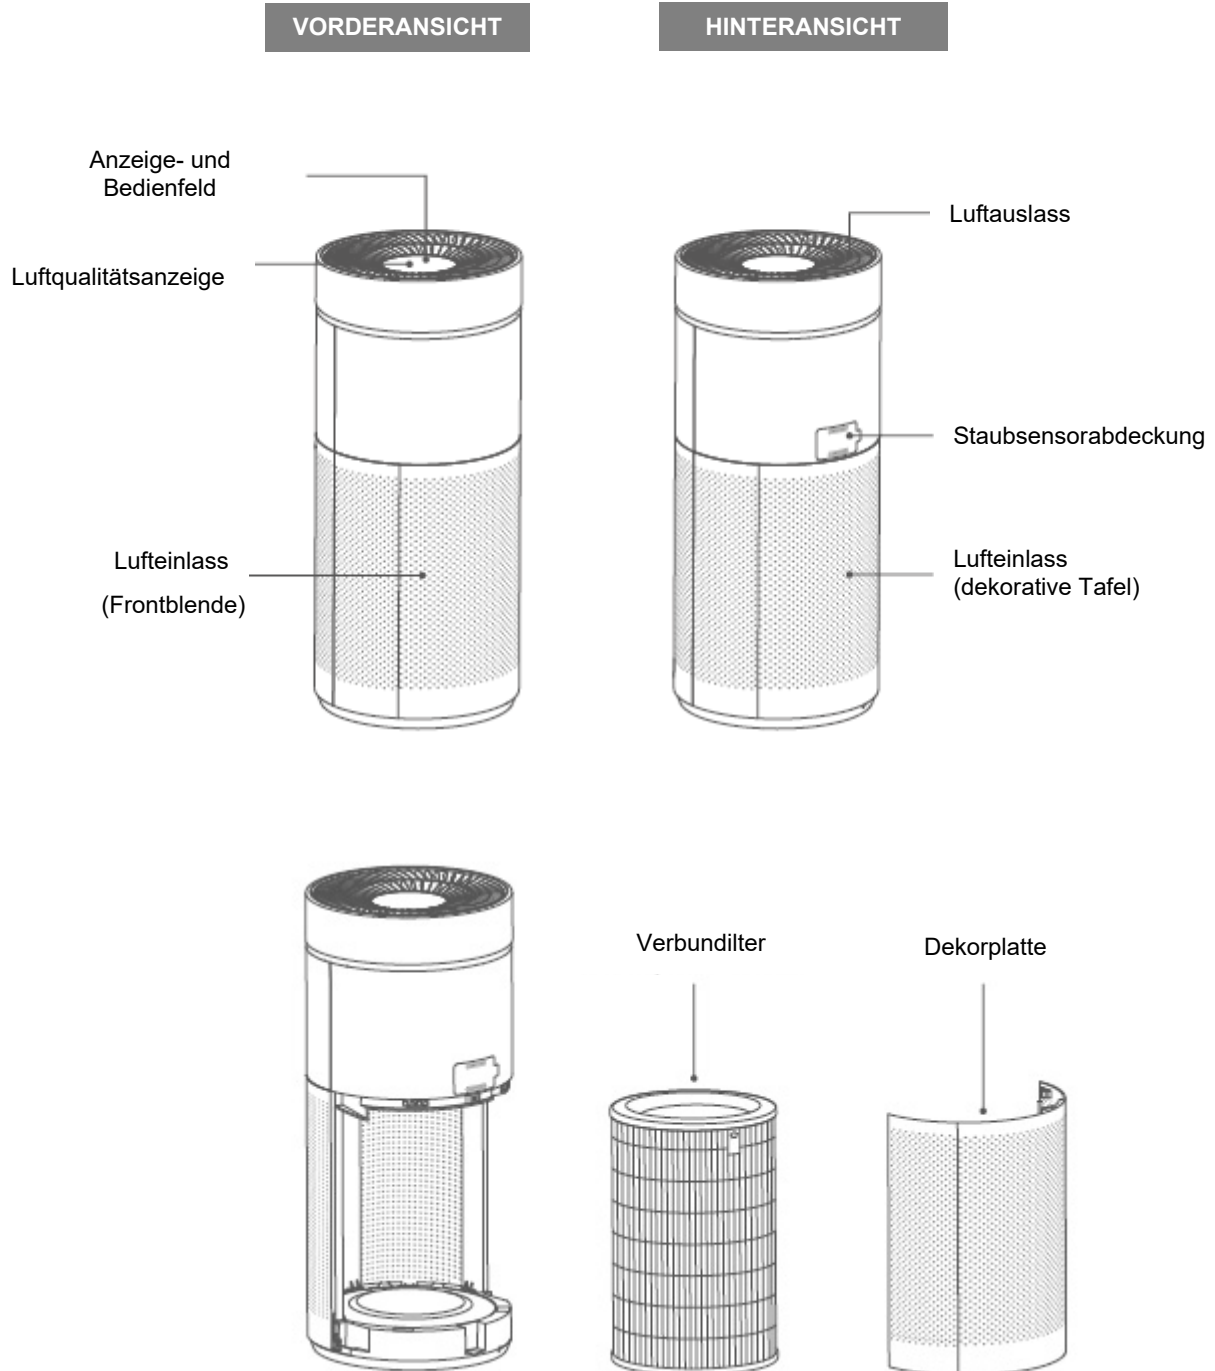 VORDERANSICHT
HINTERANSICHT
Anzeige- und
Bedienfeld
Luftauslass
Luftqualitätsanzeige
Staubsensorabdeckung
Lufteinlass
(Frontblende)
Lufteinlass
(dekorative Tafel)
Verbundilter
Dekorplatte